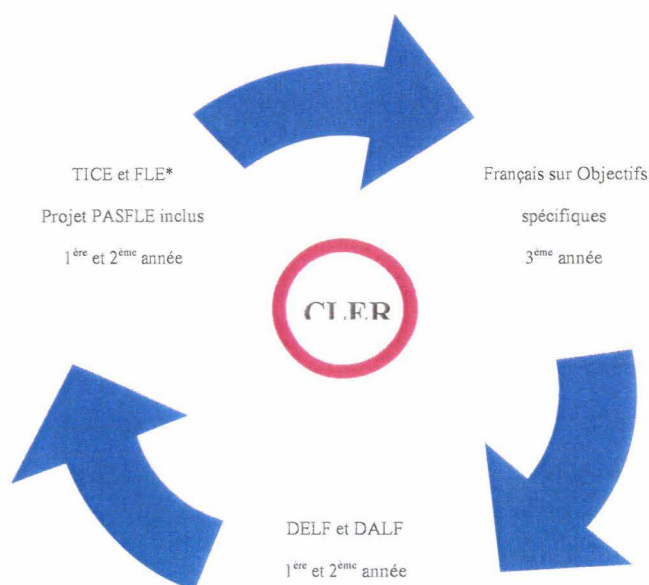 TICE et FLE*
Projet PASFLE inclus
1ère et 2ème année
Français sur Objectifs
spécifiques
3ème année
CLER
DELF et DALF
1ère et 2ème année